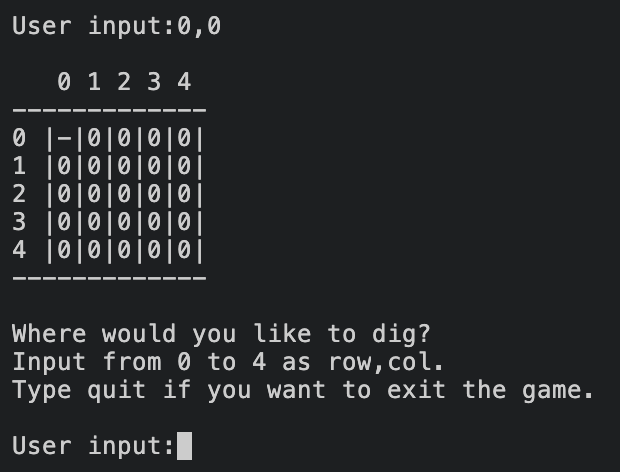 User input:0,0
   0 1 2 3 4
-------------
0 |-|0|0|0|0|
1 |0|0|0|0|0|
2 |0|0|0|0|0|
3 |0|0|0|0|0|
4 |0|0|0|0|0|
-------------
Where would you like to dig?
Input from 0 to 4 as row,col.
Type quit if you want to exit the game.
User input: